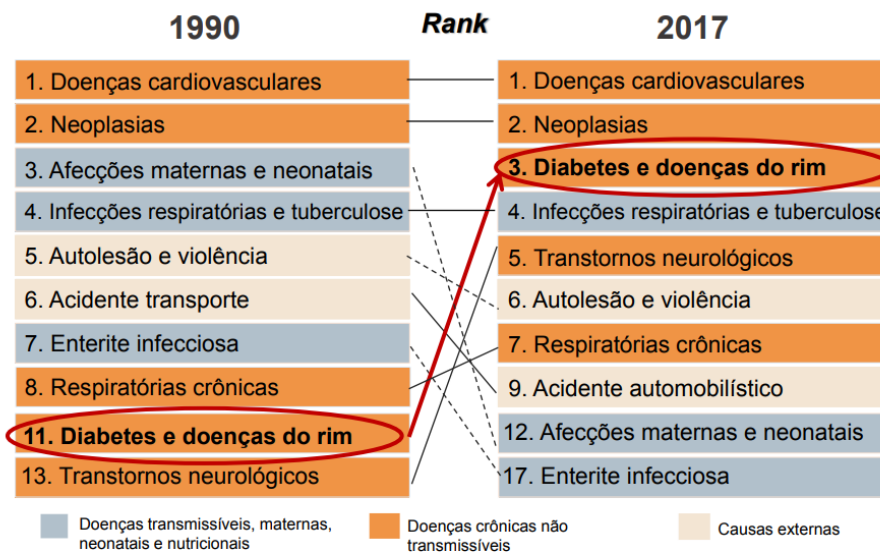 1990
Rank
2017
1. Doenças cardiovasculares
2. Neoplasias
3. Afecções maternas e neonatais
4. Infecções respiratórias e tuberculose
5. Autolesão e violência
6. Acidente transporte
7. Enterite infecciosa
8. Respiratórias crônicas
11. Diabetes e doenças do rim
13. Transtornos neurológicos
1. Doenças cardiovasculares
2. Neoplasias
3. Diabetes e doenças do rim
4. Infecções respiratórias e tuberculose
5. Transtornos neurológicos
6. Autolesão e violência
7. Respiratórias crônicas
9. Acidente automobilístico
12. Afecções maternas e neonatais
17. Enterite infecciosa
Doenças transmissíveis, maternas,
neonatais e nutricionais
Doenças crônicas não
transmissíveis
Causas externas